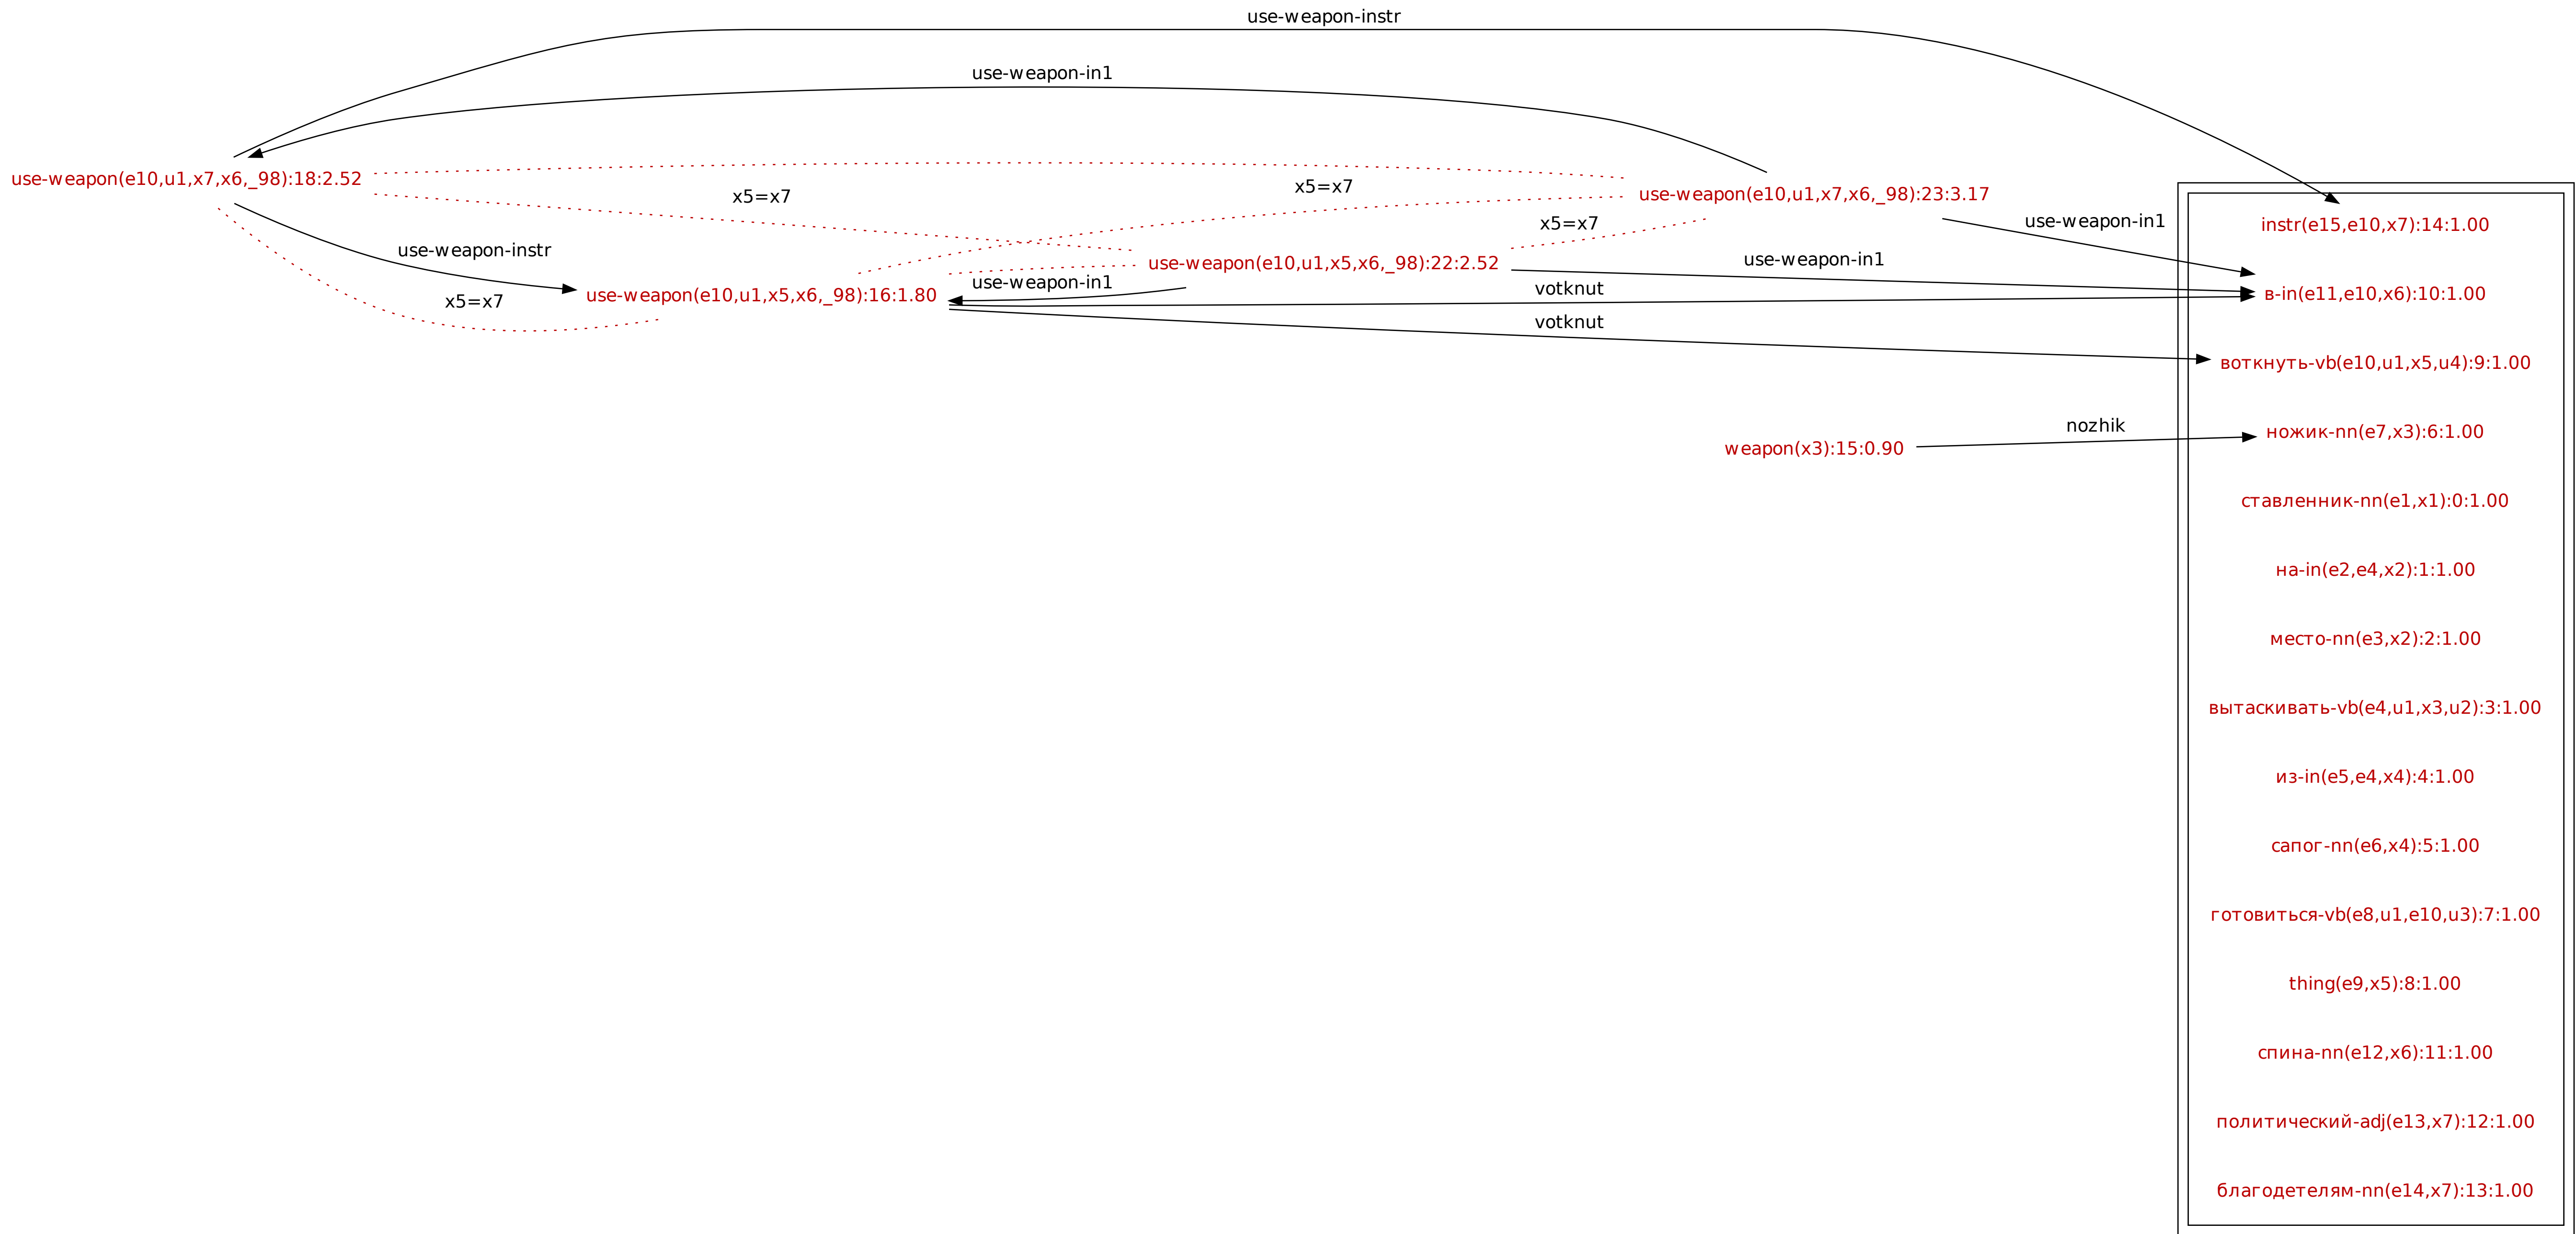 use-weapon-instr
use-weapon-in1
use-weapon(e10,u1,x7,x6,_98):18:2.52
x5=x7
x5=x7
use-weapon(e10,u1,x7,x6,_98):23:3.17
x5=x7
use-weapon-in1
instr(e15,e10,x7):14:1.00
use-weapon-instr
use-weapon(e10,u1,x5,x6,_98):22:2.52
use-weapon-in1
use-weapon-in1
x5=x7
use-weapon(e10,u1,x5,x6,_98):16:1.80
votknut
в-in(e11,e10,x6):10:1.00
votknut
воткнуть-vb(e10,u1,x5,u4):9:1.00
weapon(x3):15:0.90
nozhik
ножик-nn(e7,x3):6:1.00
ставленник-nn(e1,x1):0:1.00
на-in(e2,e4,x2):1:1.00
место-nn(e3,x2):2:1.00
вытаскивать-vb(e4,u1,x3,u2):3:1.00
из-in(e5,e4,x4):4:1.00
сапог-nn(e6,x4):5:1.00
готовиться-vb(e8,u1,e10,u3):7:1.00
thing(e9,x5):8:1.00
спина-nn(e12,x6):11:1.00
политический-adj(e13,x7):12:1.00
благодетелям-nn(e14,x7):13:1.00